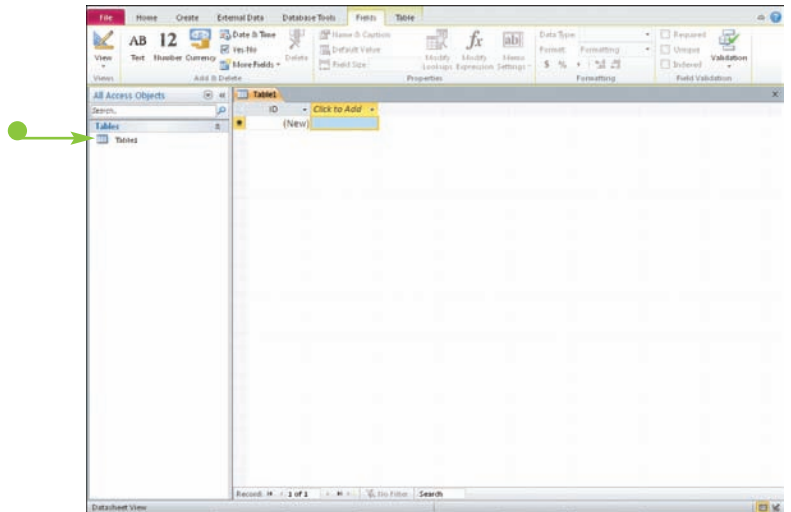 File Home Create External Data Database Tools Fields Table
AB 12 Date & Time Name & Caption fx ab| Data Type: Required
Yes/No Default Value Format: Formatting Unique
View Text Number Currency More Fields Delete Field Size Modify Lookups Modify Expression Memo Settings $ % Indexed Validation
Views Add & Delete Properties Formatting Field Validation
All Access Objects Table1
Search... ID Click to Add
Tables (New)
Table1
Record: 1 of 1 No Filter Search
Datasheet View